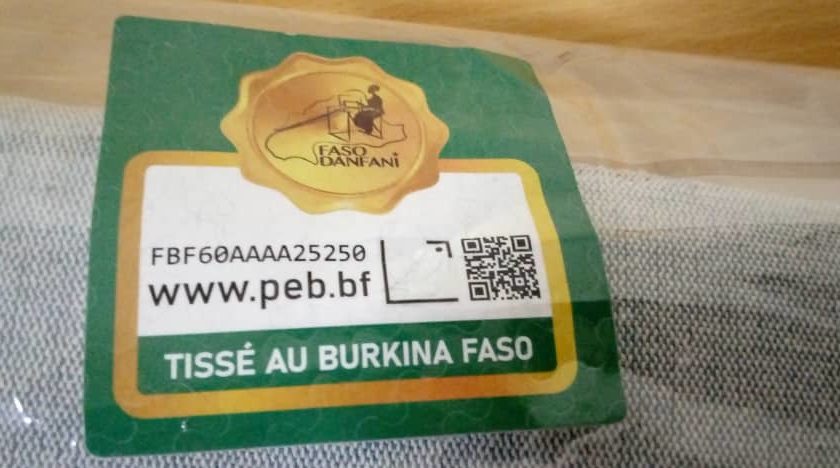 FASO
DANFANI
FBF60AAAA25250
www.peb.bf
TISSÉ AU BURKINA FASO